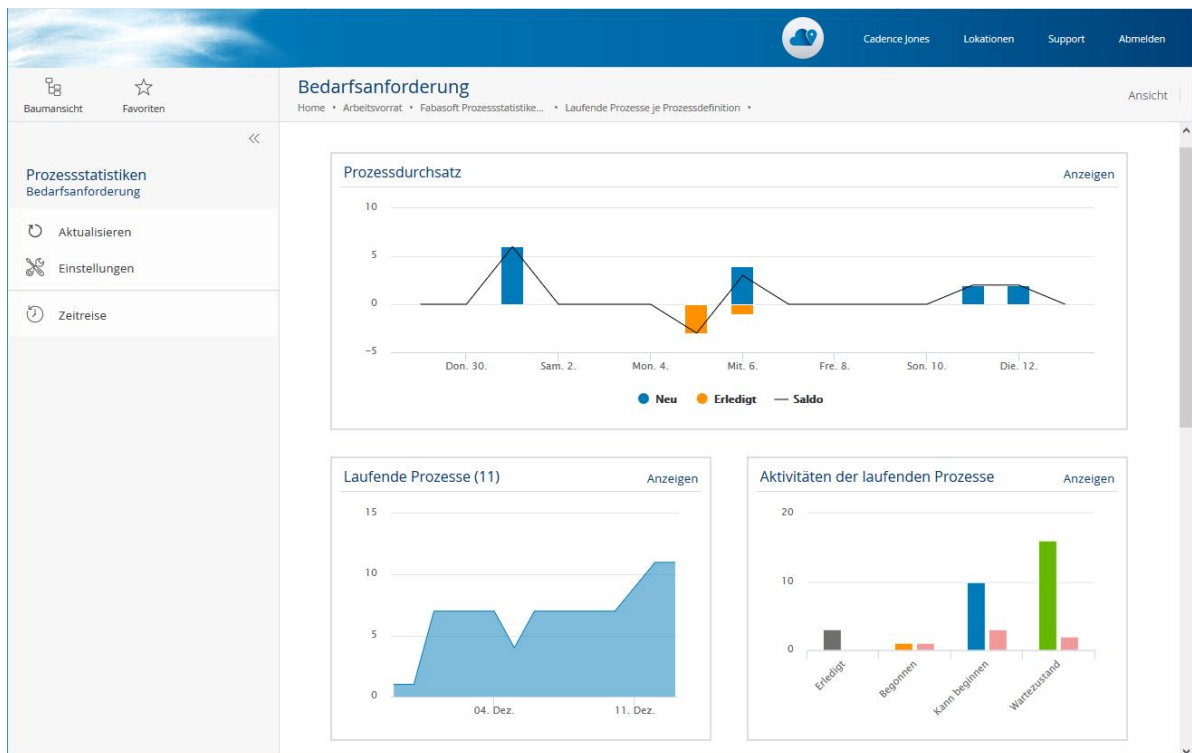 Cadence Jones Lokationen Support Abmelden
Baumansicht Favoriten
Bedarfsanforderung
Home • Arbeitsvorrat • Fabasoft Prozessstatistike... • Laufende Prozesse je Prozessdefinition •
Ansicht
Prozessstatistiken
Bedarfsanforderung
Aktualisieren
Einstellungen
Zeitreise
Prozessdurchsatz Anzeigen
10
5
0
−5
Don. 30. Sam. 2. Mon. 4. Mit. 6. Fre. 8. Son. 10. Die. 12.
Neu Erledigt Saldo
Laufende Prozesse (11) Anzeigen
15
10
5
0
04. Dez. 11. Dez.
Aktivitäten der laufenden Prozesse Anzeigen
20
10
0
Erledigt
Begonnen
Kann beginnen
Wartezustand